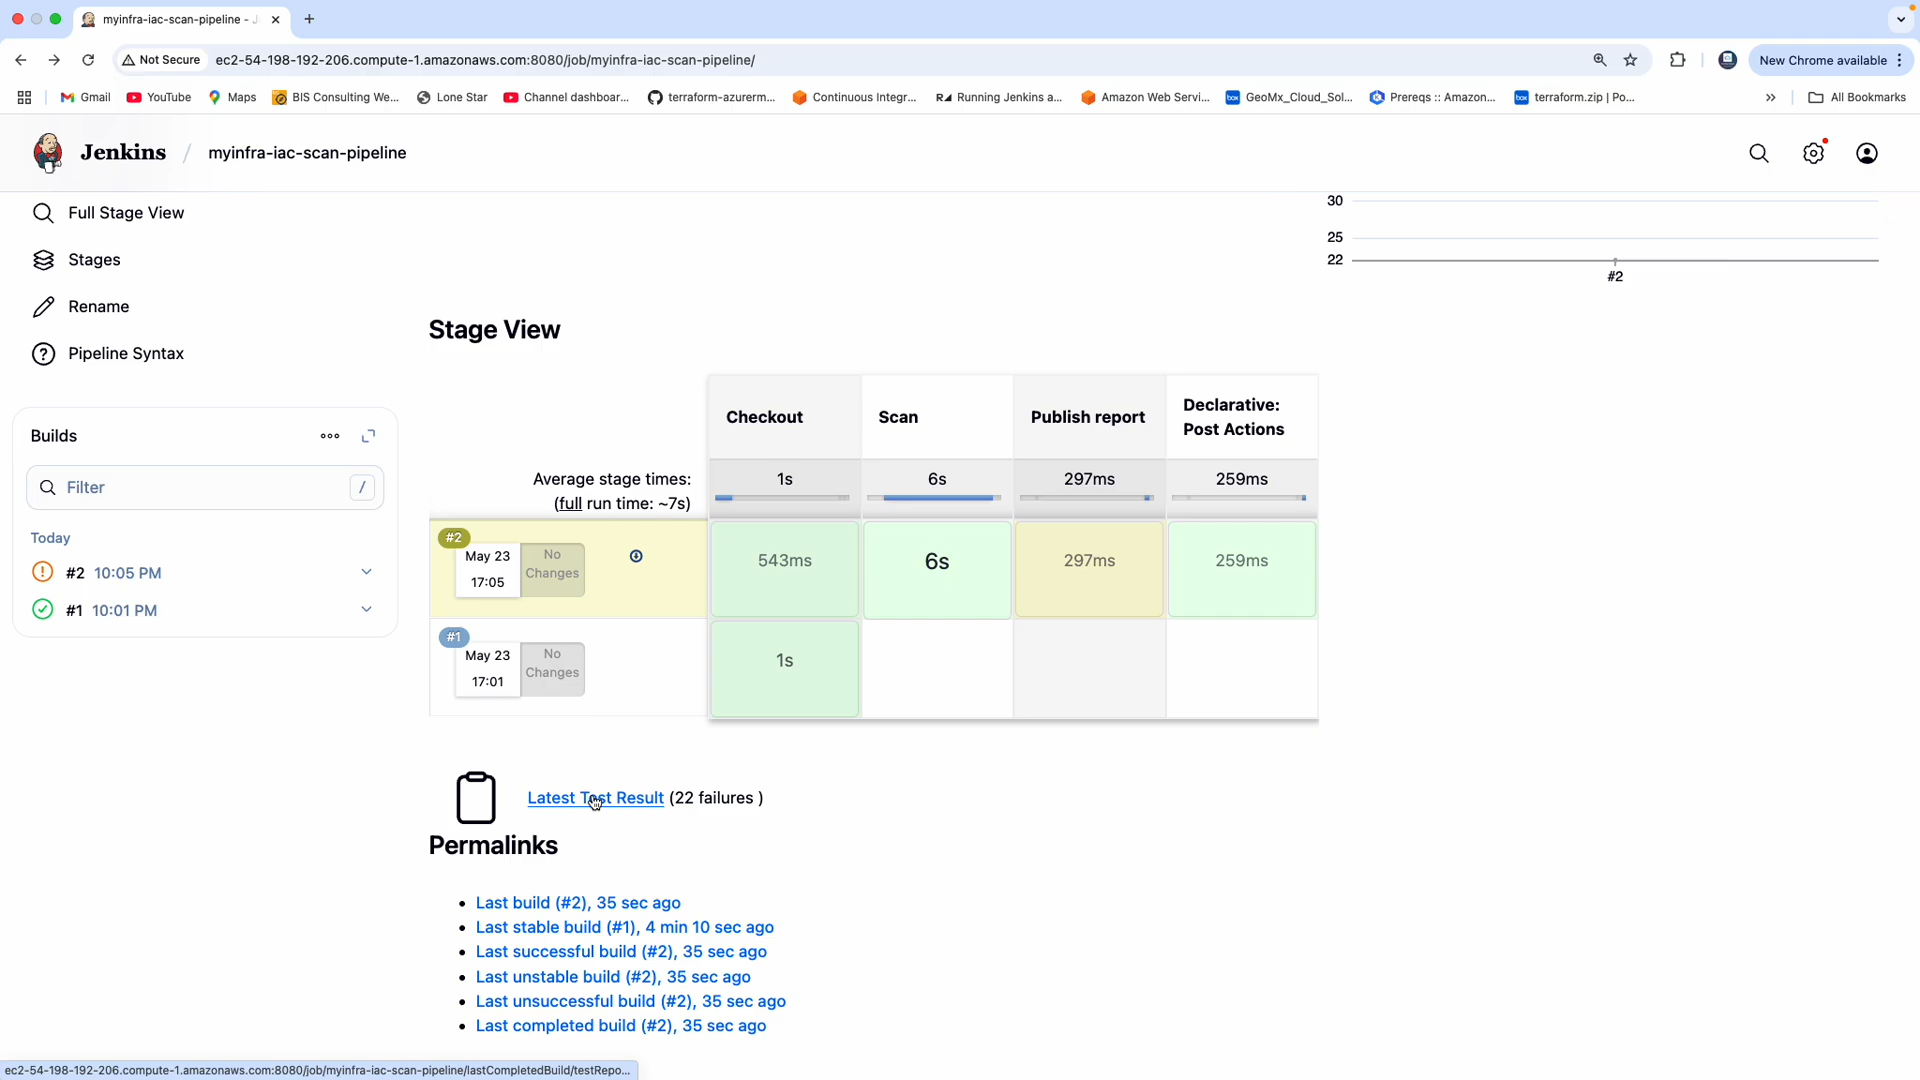 myinfra-iac-scan-pipeline - J
Not Secure
ec2-54-198-192-206.compute-1.amazonaws.com:8080/job/myinfra-iac-scan-pipeline/
New Chrome available
Gmail
YouTube
Maps
BIS Consulting We...
Lone Star
Channel dashboar...
terraform-azurerm...
Continuous Integr...
Running Jenkins a...
Amazon Web Servi...
GeoMx_Cloud_Sol...
Prereqs :: Amazon...
terraform.zip | Po...
All Bookmarks
Jenkins / myinfra-iac-scan-pipeline
Full Stage View
Stages
Rename
Pipeline Syntax
Builds
Filter
/
Today
#2 10:05 PM
#1 10:01 PM
30
25
22
#2
Stage View
Checkout
Scan
Publish report
Declarative:
Post Actions
Average stage times:
(full run time: ~7s)
1s
6s
297ms
259ms
#2
May 23
17:05
No
Changes
543ms
6s
297ms
259ms
#1
May 23
17:01
No
Changes
1s
Latest Test Result (22 failures )
Permalinks
Last build (#2), 35 sec ago
Last stable build (#1), 4 min 10 sec ago
Last successful build (#2), 35 sec ago
Last unstable build (#2), 35 sec ago
Last unsuccessful build (#2), 35 sec ago
Last completed build (#2), 35 sec ago
ec2-54-198-192-206.compute-1.amazonaws.com:8080/job/myinfra-iac-scan-pipeline/lastCompletedBuild/testRepo...